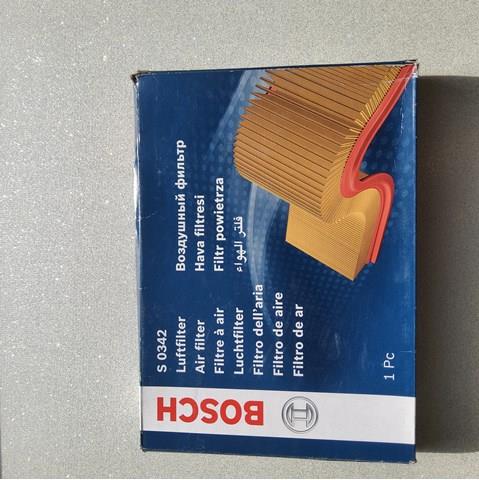 S 0342
Luftfilter
Air filter
Filtre à air
Luchtfilter
Filtro dell'aria
Filtro de aire
Filtro de ar
Воздушный фильтр
Hava filtresi
Filtr powietrza
فلتر الهواء
1 Pc
BOSCH